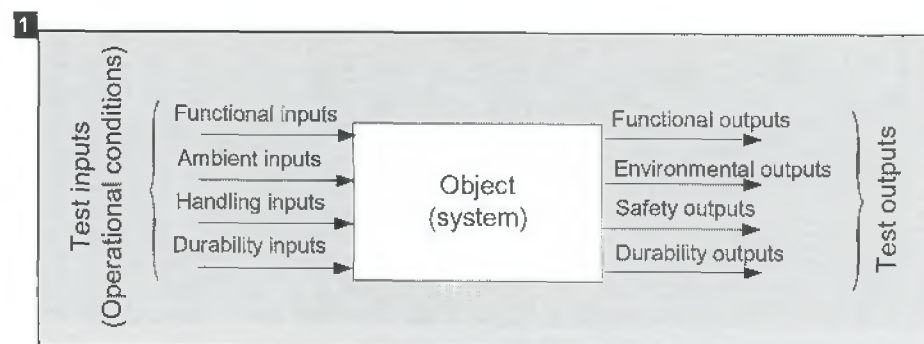 1
Test inputs
(Operational conditions)
Functional inputs
Ambient inputs
Handling inputs
Durability inputs
Object
(system)
Functional outputs
Environmental outputs
Safety outputs
Durability outputs
Test outputs